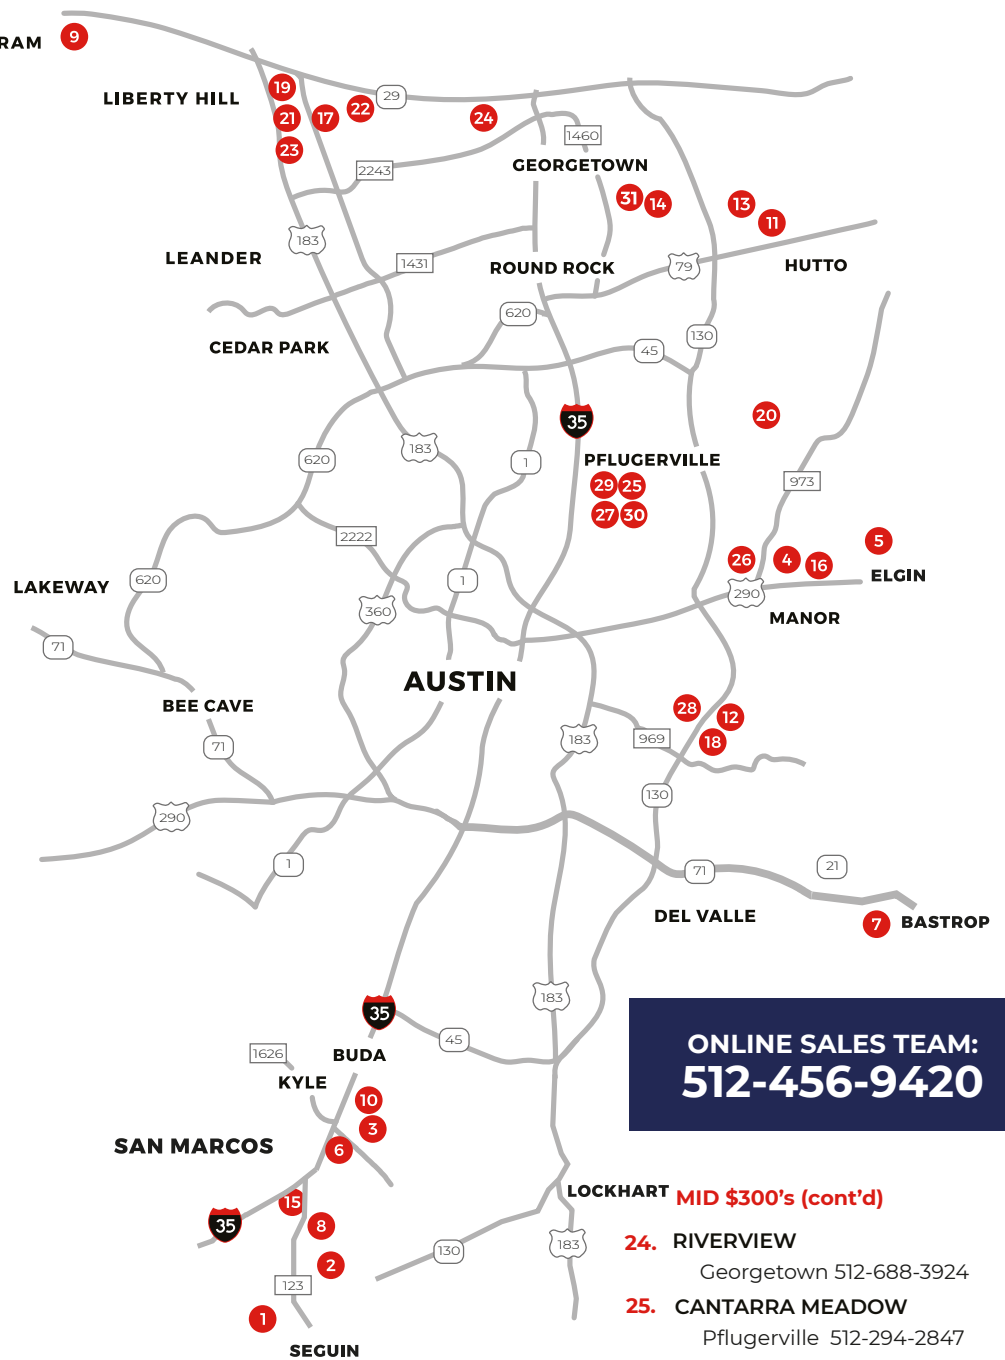 RAM
9
LIBERTY HILL
19
21
17
22
29
24
23
2243
1460
GEORGETOWN
31
14
13
11
183
LEANDER
1431
ROUND ROCK
79
HUTTO
620
CEDAR PARK
45
130
35
20
183
620
1
PFLUGERVILLE
29
25
27
30
973
2222
5
26
4
16
ELGIN
LAKEWAY
620
1
360
290
MANOR
71
AUSTIN
BEE CAVE
28
12
18
71
183
969
290
130
1
71
21
DEL VALLE
7
BASTROP
183
35
45
1626
BUDA
KYLE
ONLINE SALES TEAM:
512-456-9420
10
3
SAN MARCOS
6
15
8
35
2
123
1
SEGUIN
130
183
LOCKHART
MID $300's (cont'd)
24. RIVERVIEW
Georgetown 512-688-3924
25. CANTARRA MEADOW
Pflugerville 512-294-2847